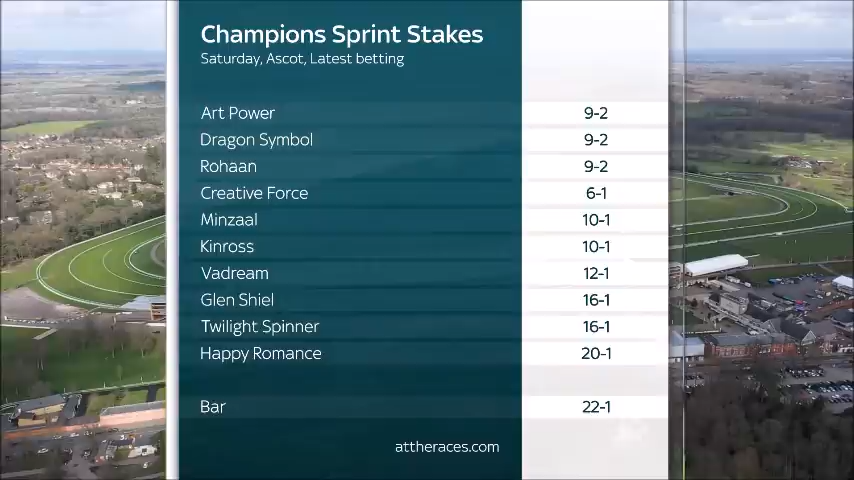 Champions Sprint Stakes
Saturday, Ascot, Latest betting
Art Power 9-2
Dragon Symbol 9-2
Rohaan 9-2
Creative Force 6-1
Minzaal 10-1
Kinross 10-1
Vadream 12-1
Glen Shiel 16-1
Twilight Spinner 16-1
Happy Romance 20-1
Bar 22-1
attheraces.com